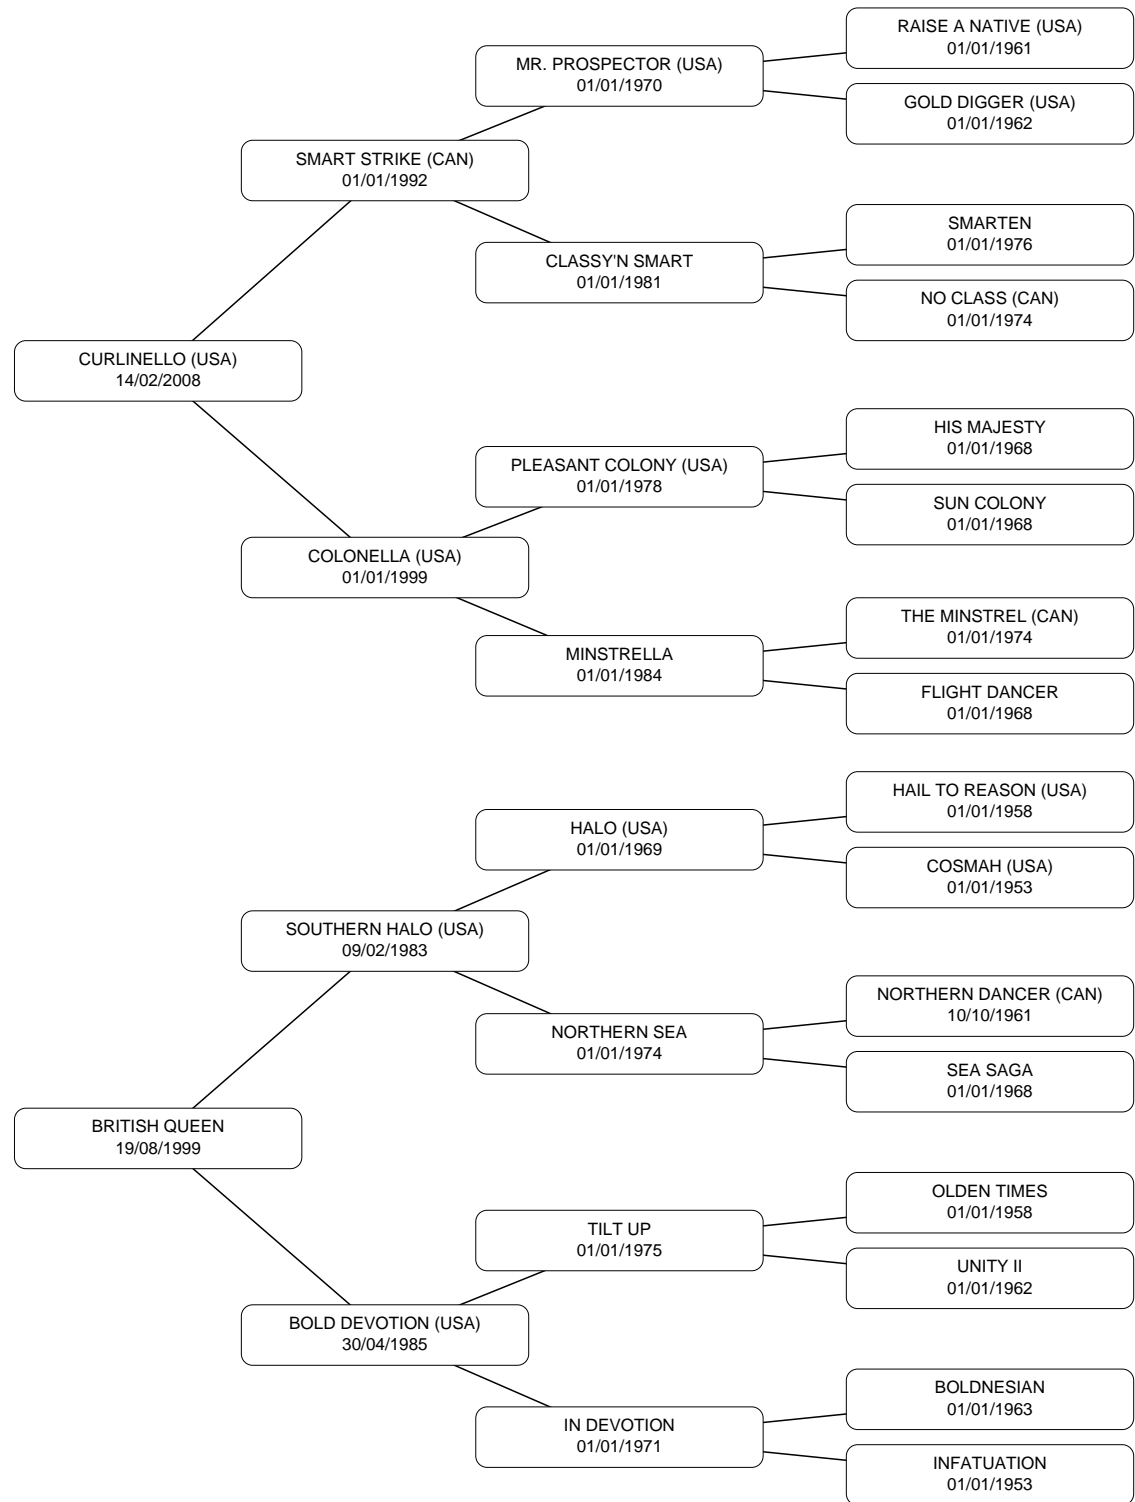 RAISE A NATIVE (USA)
01/01/1961
MR. PROSPECTOR (USA)
01/01/1970
GOLD DIGGER (USA)
01/01/1962
SMART STRIKE (CAN)
01/01/1992
SMARTEN
01/01/1976
CLASSY'N SMART
01/01/1981
NO CLASS (CAN)
01/01/1974
CURLINELLO (USA)
14/02/2008
HIS MAJESTY
01/01/1968
PLEASANT COLONY (USA)
01/01/1978
SUN COLONY
01/01/1968
COLONELLA (USA)
01/01/1999
THE MINSTREL (CAN)
01/01/1974
MINSTRELLA
01/01/1984
FLIGHT DANCER
01/01/1968
HAIL TO REASON (USA)
01/01/1958
HALO (USA)
01/01/1969
COSMAH (USA)
01/01/1953
SOUTHERN HALO (USA)
09/02/1983
NORTHERN DANCER (CAN)
10/10/1961
NORTHERN SEA
01/01/1974
SEA SAGA
01/01/1968
BRITISH QUEEN
19/08/1999
OLDEN TIMES
01/01/1958
TILT UP
01/01/1975
UNITY II
01/01/1962
BOLD DEVOTION (USA)
30/04/1985
BOLDNESIAN
01/01/1963
IN DEVOTION
01/01/1971
INFATUATION
01/01/1953